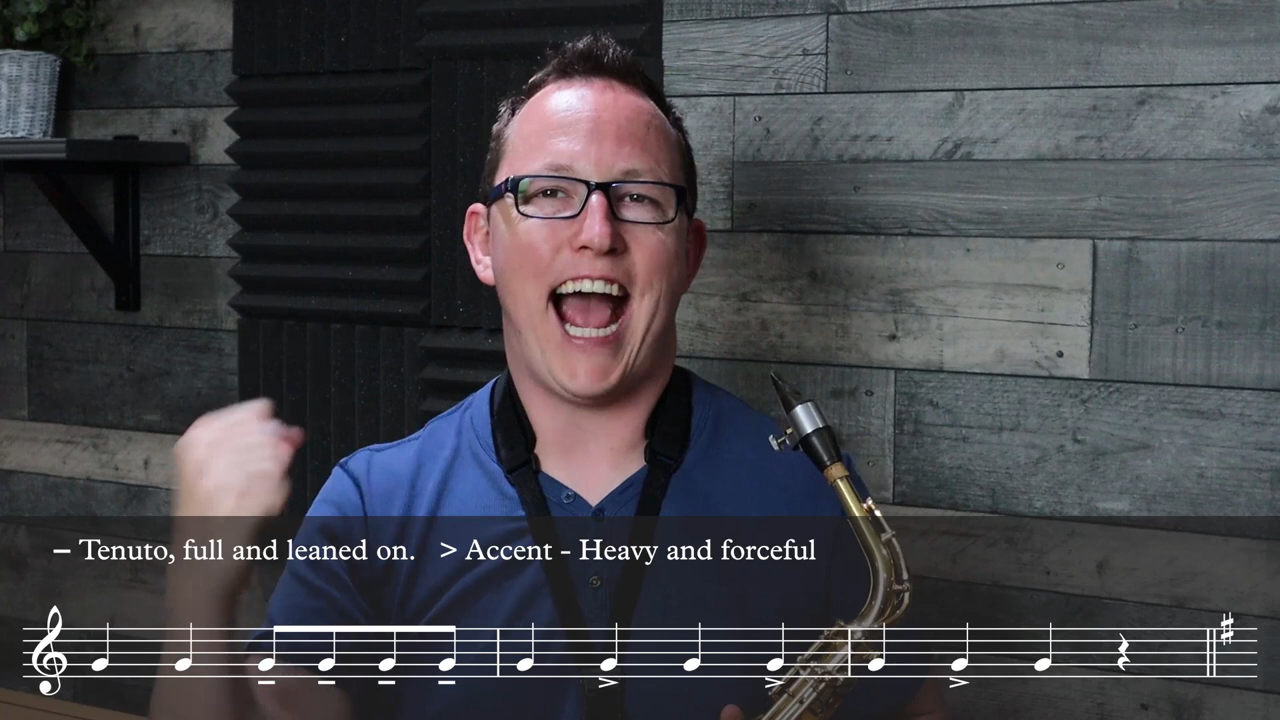 – Tenuto, full and leaned on. > Accent - Heavy and forceful